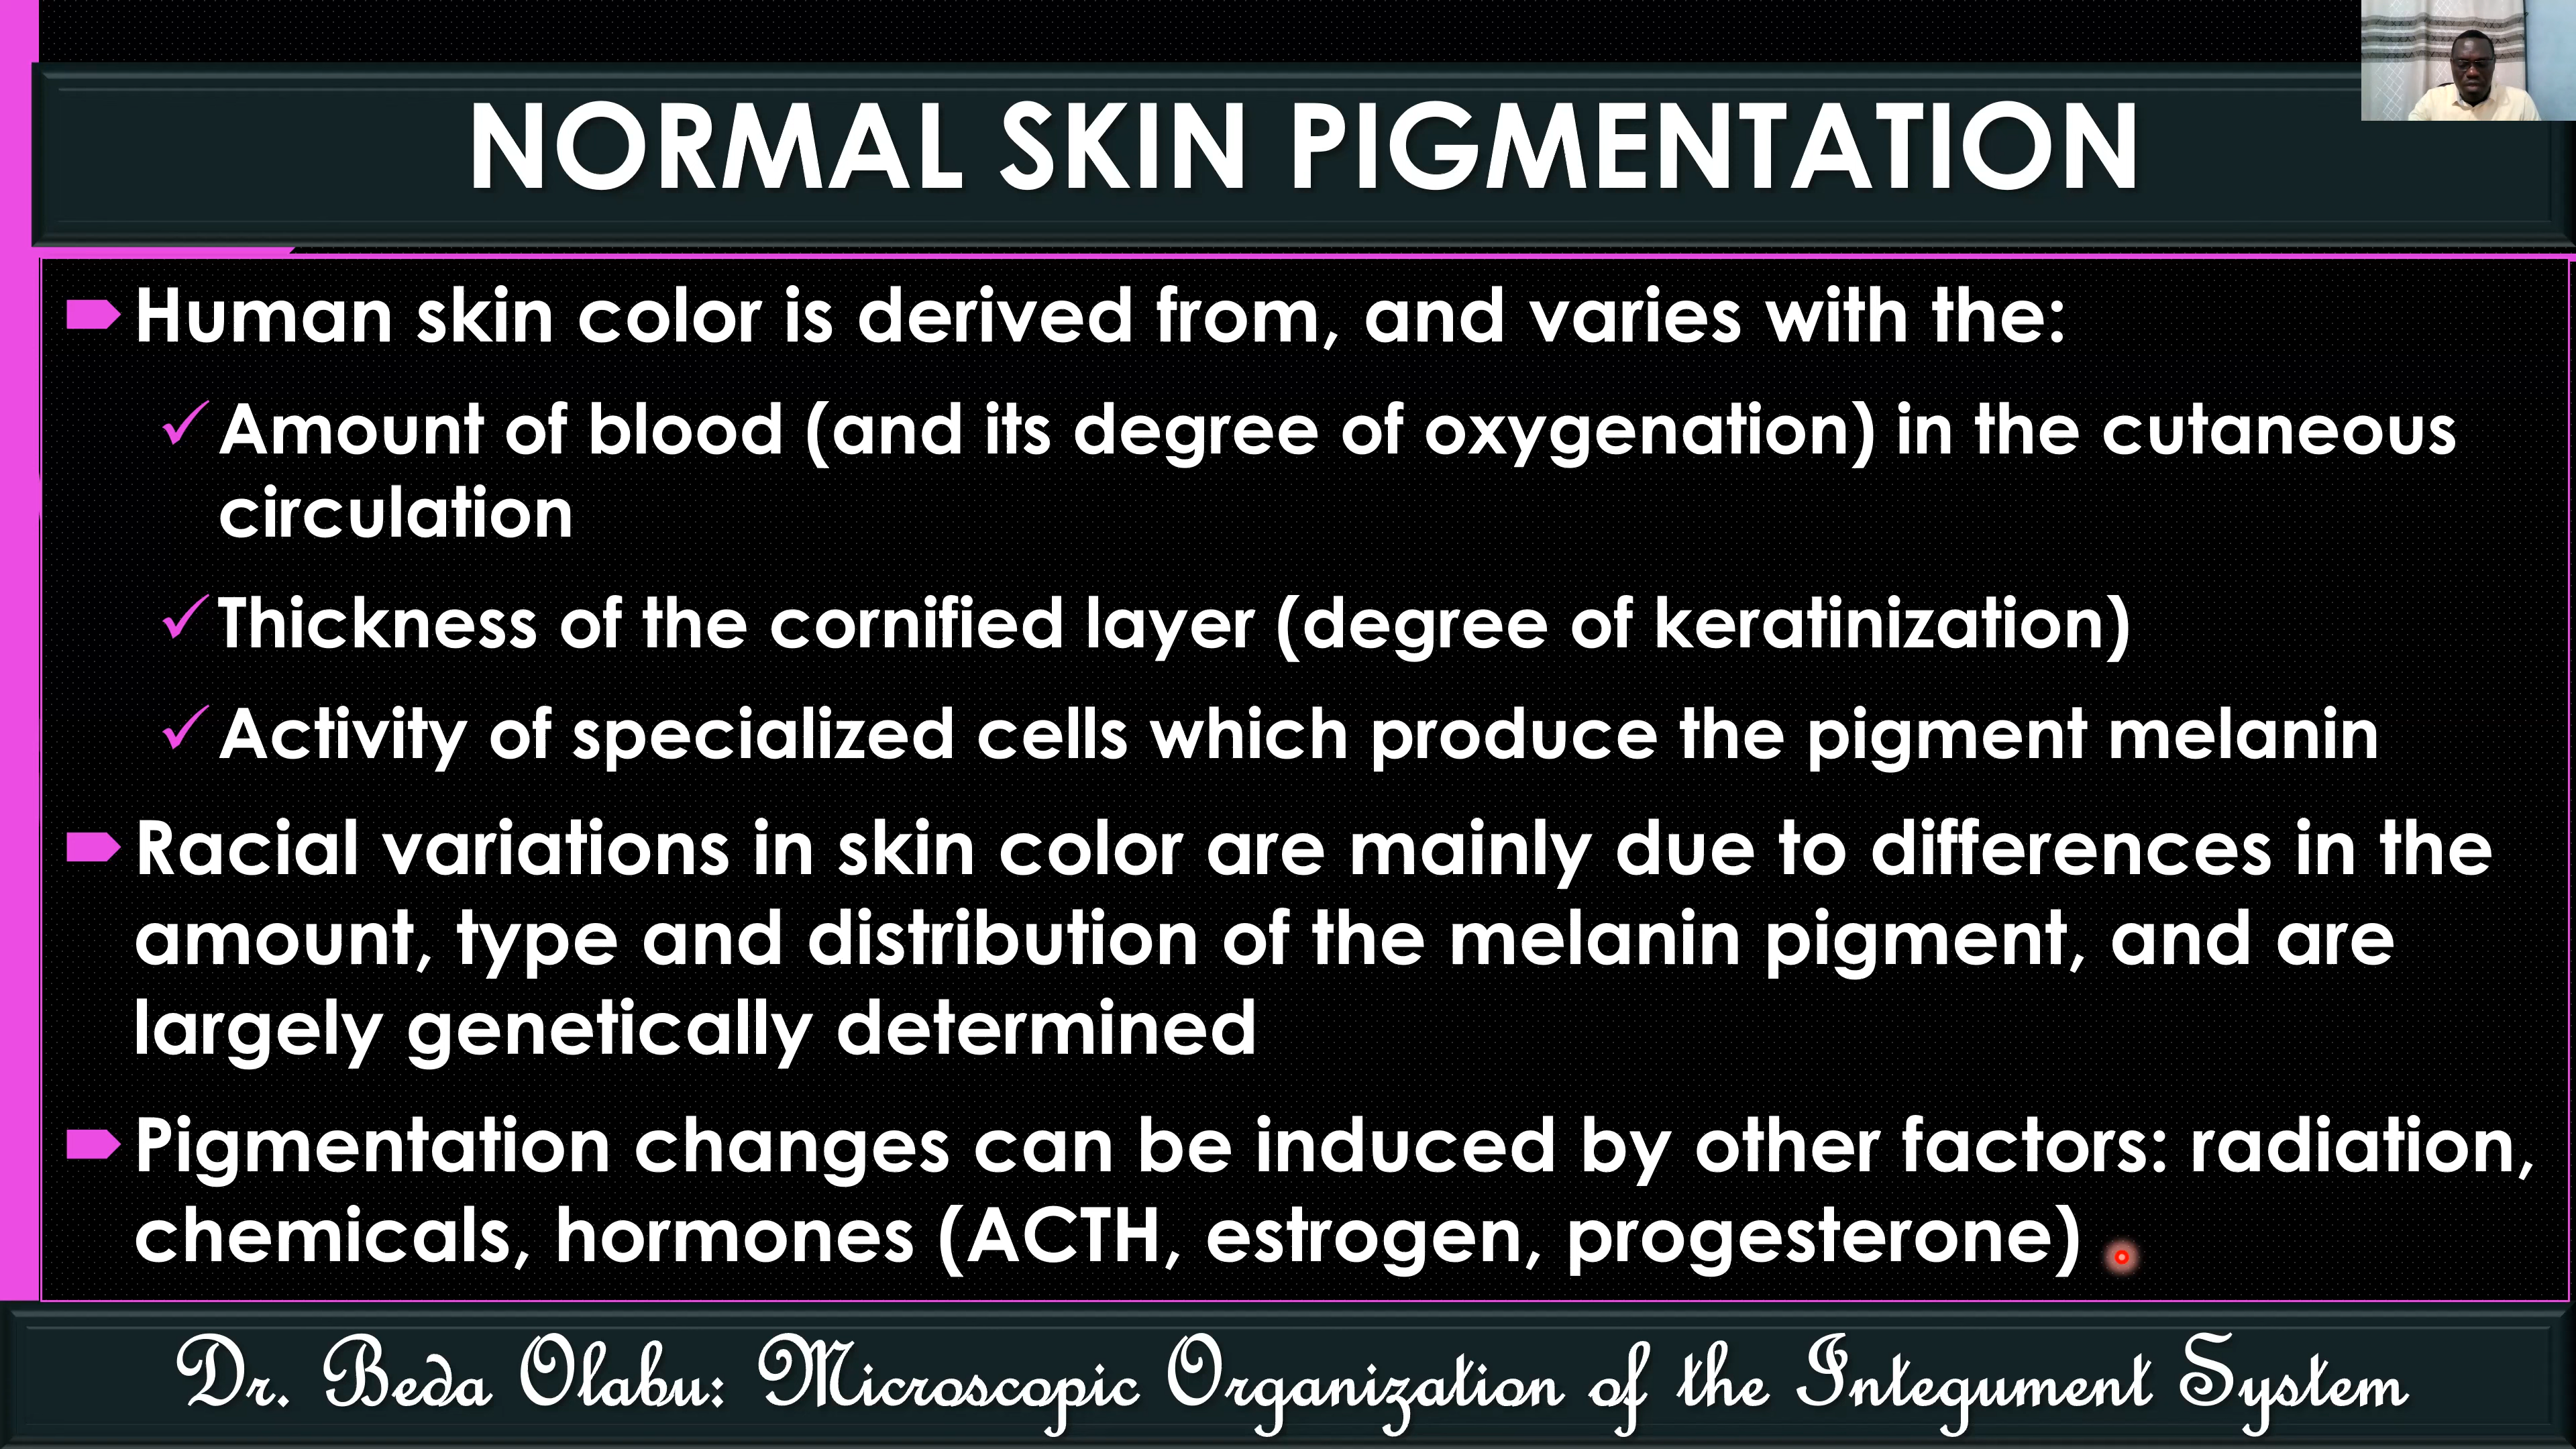 NORMAL SKIN PIGMENTATION
Human skin color is derived from, and varies with the:
Amount of blood (and its degree of oxygenation) in the cutaneous
circulation
Thickness of the cornified layer (degree of keratinization)
Activity of specialized cells which produce the pigment melanin
Racial variations in skin color are mainly due to differences in the
amount, type and distribution of the melanin pigment, and are
largely genetically determined
Pigmentation changes can be induced by other factors: radiation,
chemicals, hormones (ACTH, estrogen, progesterone)
Dr. Beda Olabu: Microscopic Organization of the Integument System